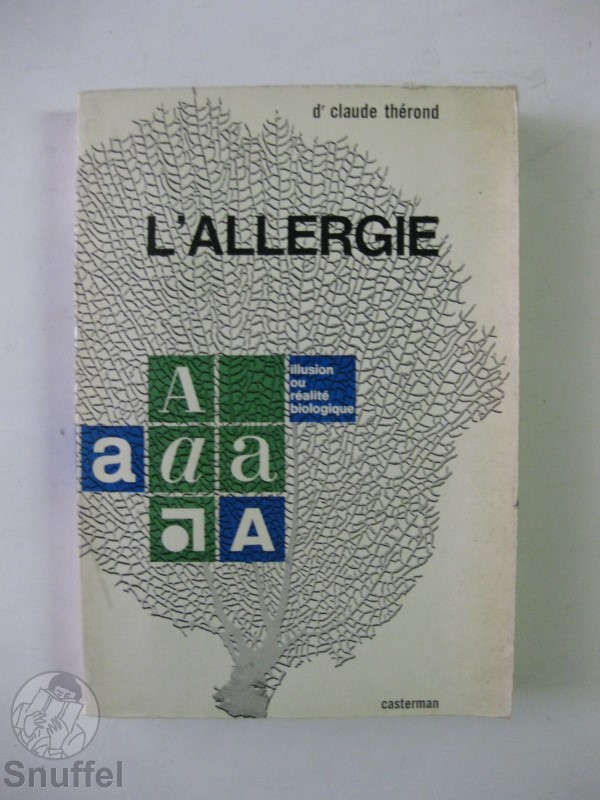 dr claude thérond
L'ALLERGIE
illusion
ou
réalité
biologique
A
a a a
a A
casterman
Snuffel